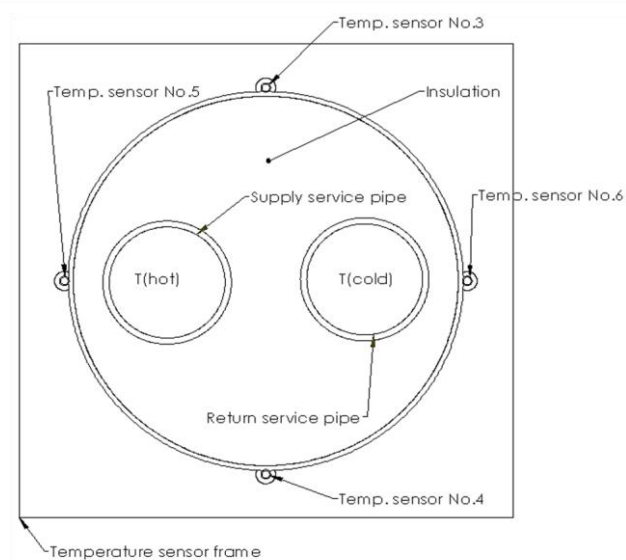 Temp. sensor No.3
Temp. sensor No.5
Insulation
Supply service pipe
Temp. sensor No.6
T(hot)
T(cold)
Return service pipe
Temp. sensor No.4
Temperature sensor frame